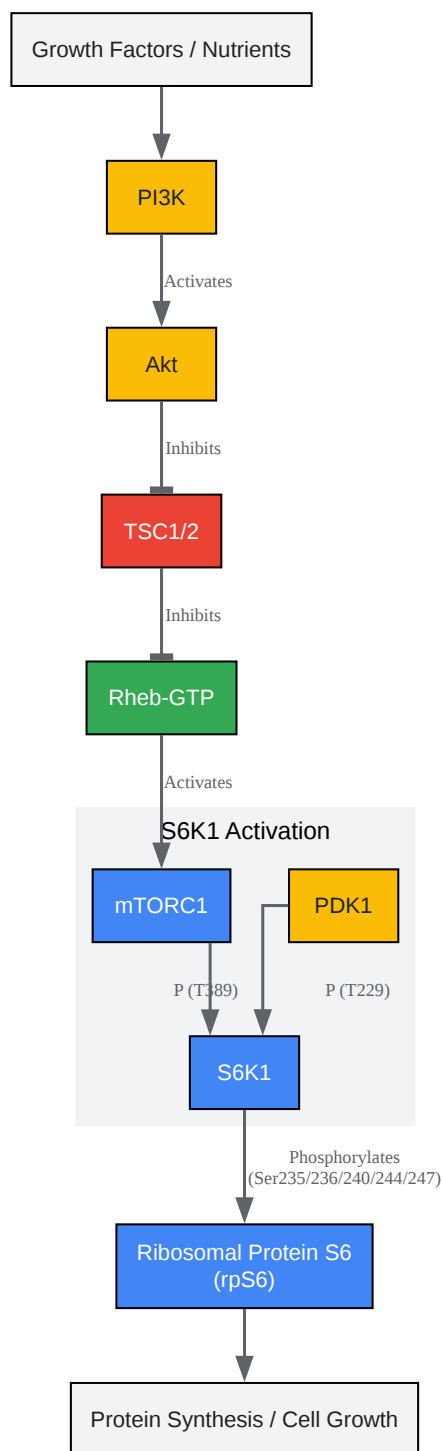 Growth Factors / Nutrients
PI3K
Activates
Akt
Inhibits
TSC1/2
Inhibits
Rheb-GTP
Activates
S6K1 Activation
mTORC1
PDK1
P (T389)
P (T229)
S6K1
Phosphorylates
(Ser235/236/240/244/247)
Ribosomal Protein S6
(rpS6)
Protein Synthesis / Cell Growth